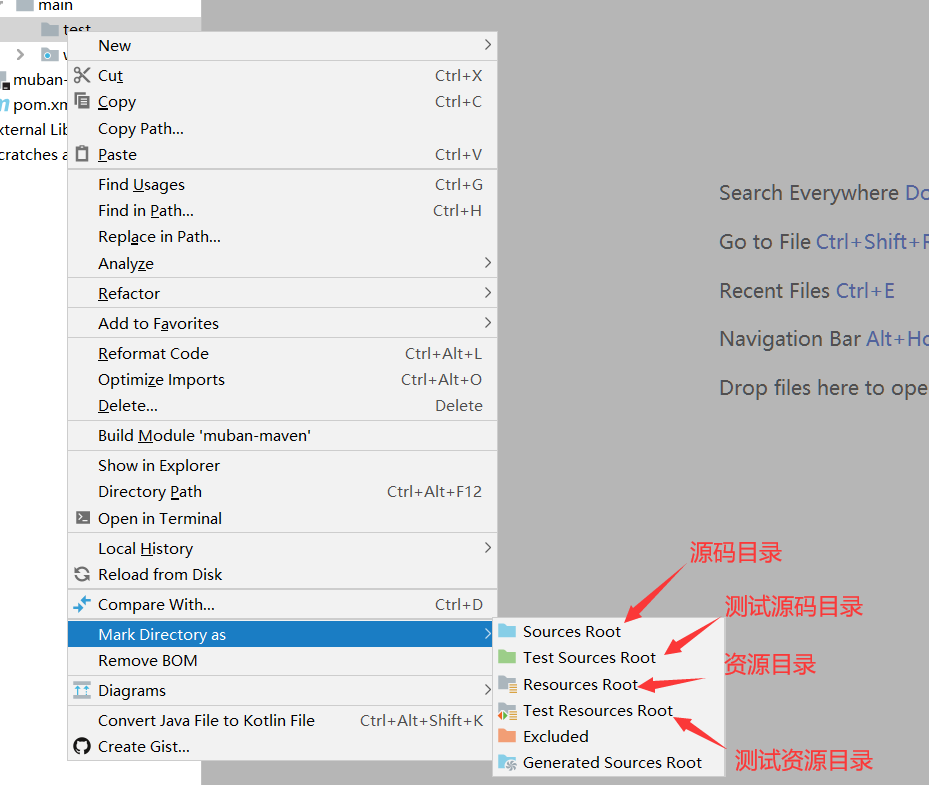 main
test
muban-
pom.xm
xternal Lib
cratches a
New
Cut Ctrl+X
Copy Ctrl+C
Copy Path...
Paste Ctrl+V
Find Usages Ctrl+G
Find in Path... Ctrl+H
Replace in Path...
Analyze
Refactor
Add to Favorites
Reformat Code Ctrl+Alt+L
Optimize Imports Ctrl+Alt+O
Delete... Delete
Build Module 'muban-maven'
Show in Explorer
Directory Path Ctrl+Alt+F12
Open in Terminal
Local History
Reload from Disk
Compare With... Ctrl+D
Mark Directory as
Remove BOM
Diagrams
Convert Java File to Kotlin File Ctrl+Alt+Shift+K
Create Gist...
Search Everywhere Do
Go to File Ctrl+Shift+R
Recent Files Ctrl+E
Navigation Bar Alt+Ho
Drop files here to ope
源码目录
Sources Root
测试源码目录
Test Sources Root
资源目录
Resources Root
Test Resources Root
Excluded
测试资源目录
Generated Sources Root